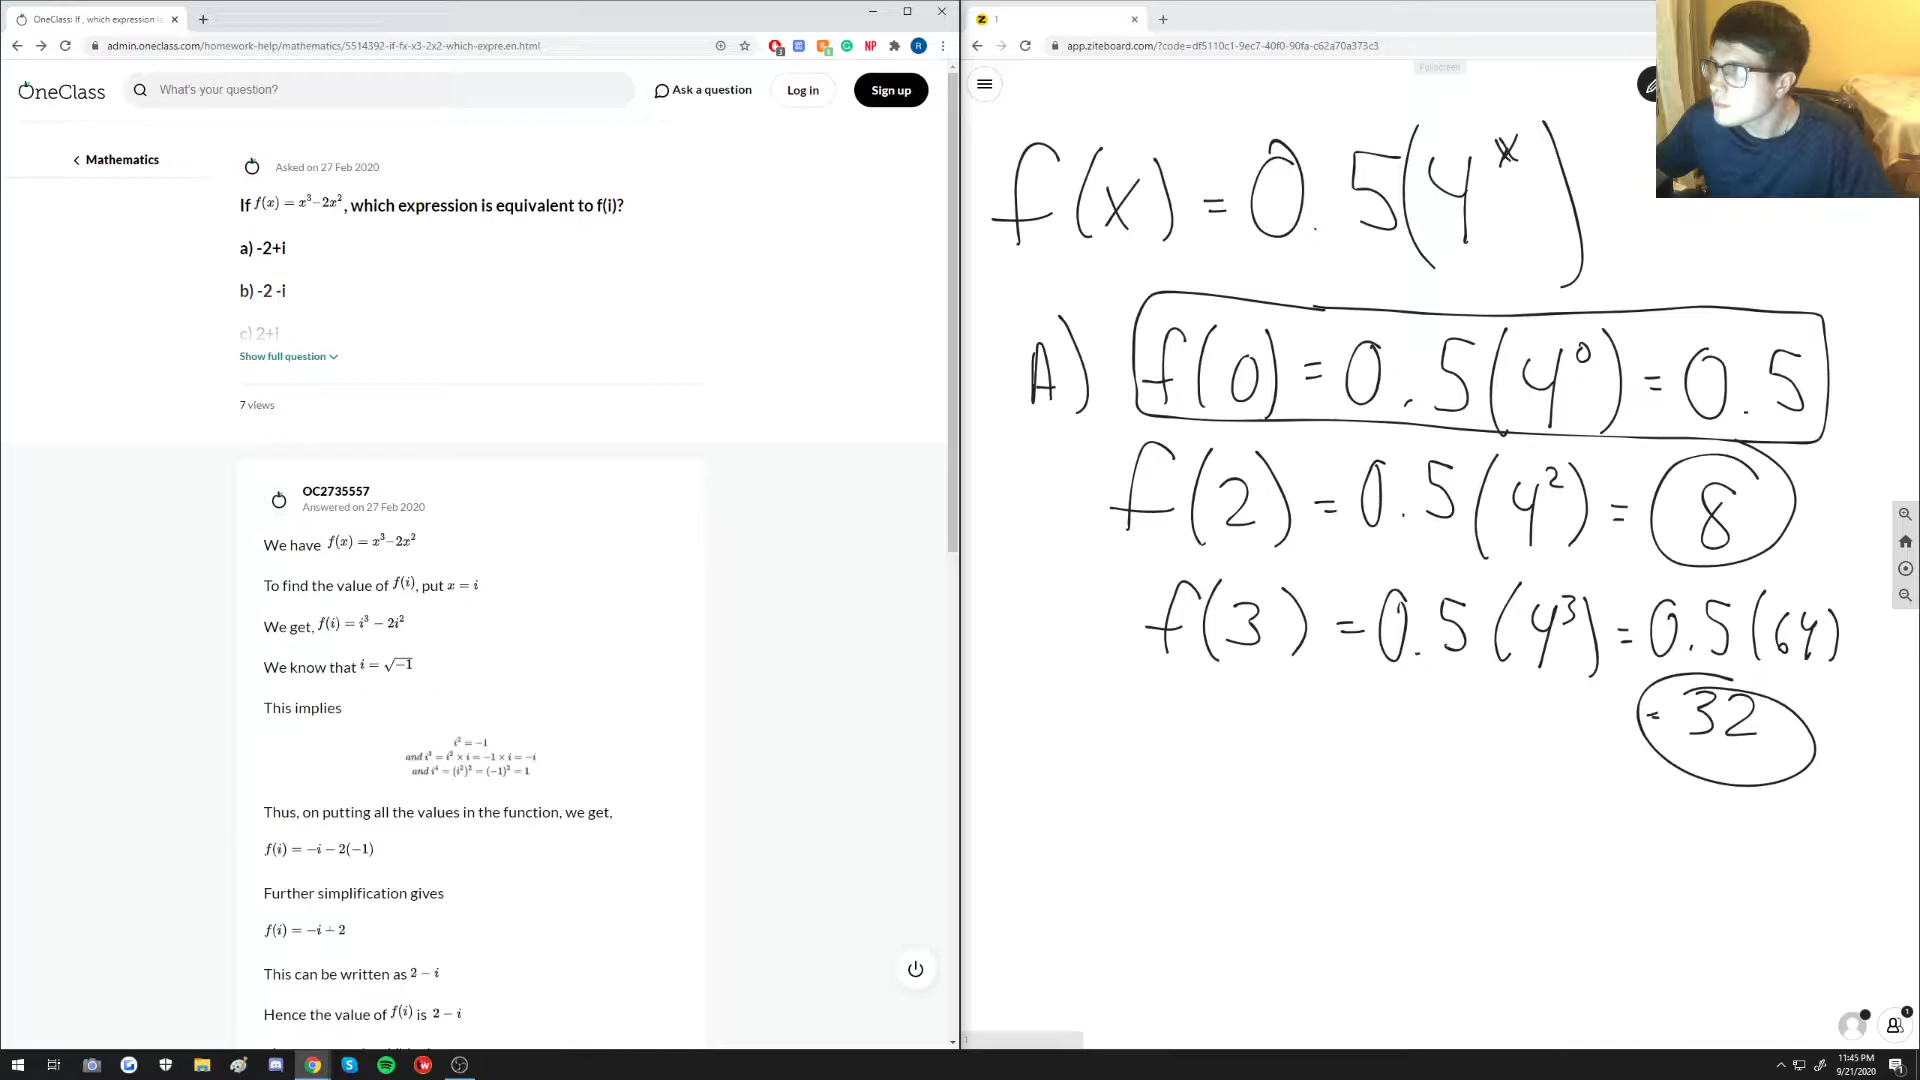 OneClass: If , which expression is
admin.oneclass.com/homework-help/mathematics/5514392-if-fx-x3-2x2-which-expre.en.html
OneClass
What's your question?
Ask a question
Log in
Sign up
Mathematics
Asked on 27 Feb 2020
If f(x) = x³ − 2x², which expression is equivalent to f(i)?
a) -2+i
b) -2 -i
c) 2+i
Show full question
7 views
OC2735557
Answered on 27 Feb 2020
We have f(x) = x³ − 2x²
To find the value of f(i), put x = i
We get, f(i) = i³ − 2i²
We know that i = √−1
This implies
i² = −1
and i³ = i² × i = −1 × i = −i
and i⁴ = (i²)² = (−1)² = 1
Thus, on putting all the values in the function, we get,
f(i) = −i − 2(−1)
Further simplification gives
f(i) = −i + 2
This can be written as 2 − i
Hence the value of f(i) is 2 − i
1
app.ziteboard.com/?code=df5110c1-9ec7-40f0-90fa-c62a70a373c3
Fullscreen
f(x) = 0.5(4ˣ)
A) f(0) = 0.5(4⁰) = 0.5
f(2) = 0.5(4²) = 8
f(3) = 0.5(4³) = 0.5(64)
= 32
1
11:45 PM
9/21/2020